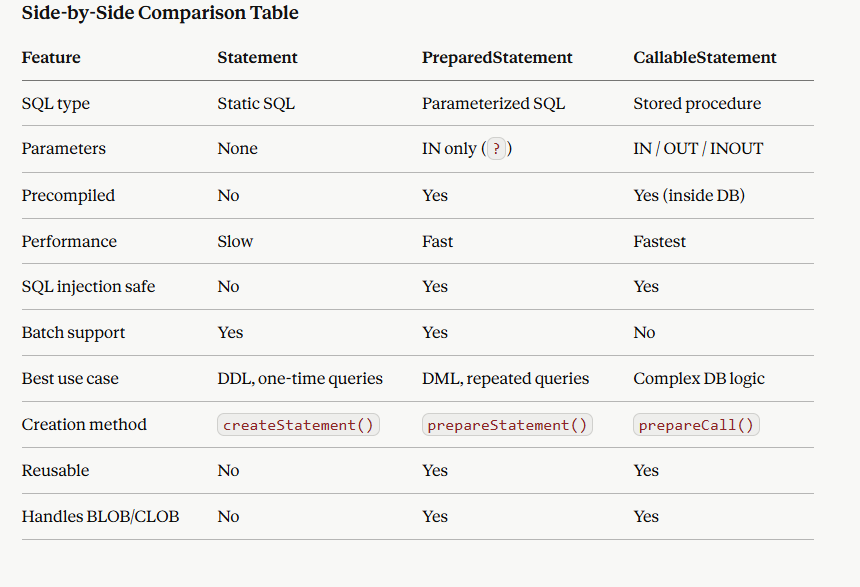 Side-by-Side Comparison Table
Feature Statement PreparedStatement CallableStatement
SQL type Static SQL Parameterized SQL Stored procedure
Parameters None IN only ( ? ) IN / OUT / INOUT
Precompiled No Yes Yes (inside DB)
Performance Slow Fast Fastest
SQL injection safe No Yes Yes
Batch support Yes Yes No
Best use case DDL, one-time queries DML, repeated queries Complex DB logic
Creation method createStatement() prepareStatement() prepareCall()
Reusable No Yes Yes
Handles BLOB/CLOB No Yes Yes